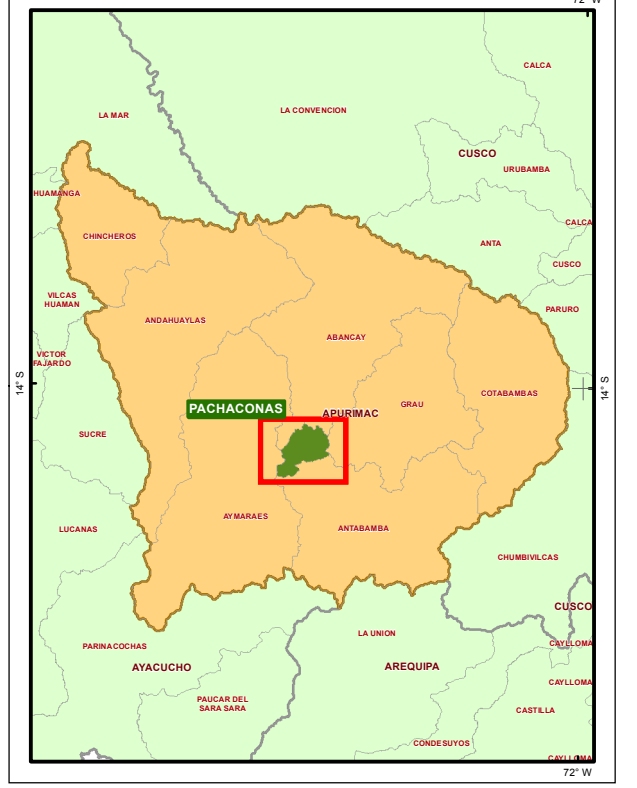 72° W
CALCA
LA MAR
LA CONVENCION
CUSCO
URUBAMBA
HUAMANGA
CALCA
CHINCHEROS
ANTA
CUSCO
VILCAS
HUAMAN
PARURO
ANDAHUAYLAS
ABANCAY
VICTOR
FAJARDO
14° S
14° S
COTABAMBAS
GRAU
PACHACONAS
APURIMAC
SUCRE
AYMARAES
ANTABAMBA
LUCANAS
CHUMBIVILCAS
CUSCO
LA UNION
CAYLLOMA
PARINACOCHAS
AYACUCHO
AREQUIPA
CAYLLOMA
PAUCAR DEL
SARA SARA
CASTILLA
CONDESUYOS
CAYLLOMA
72° W